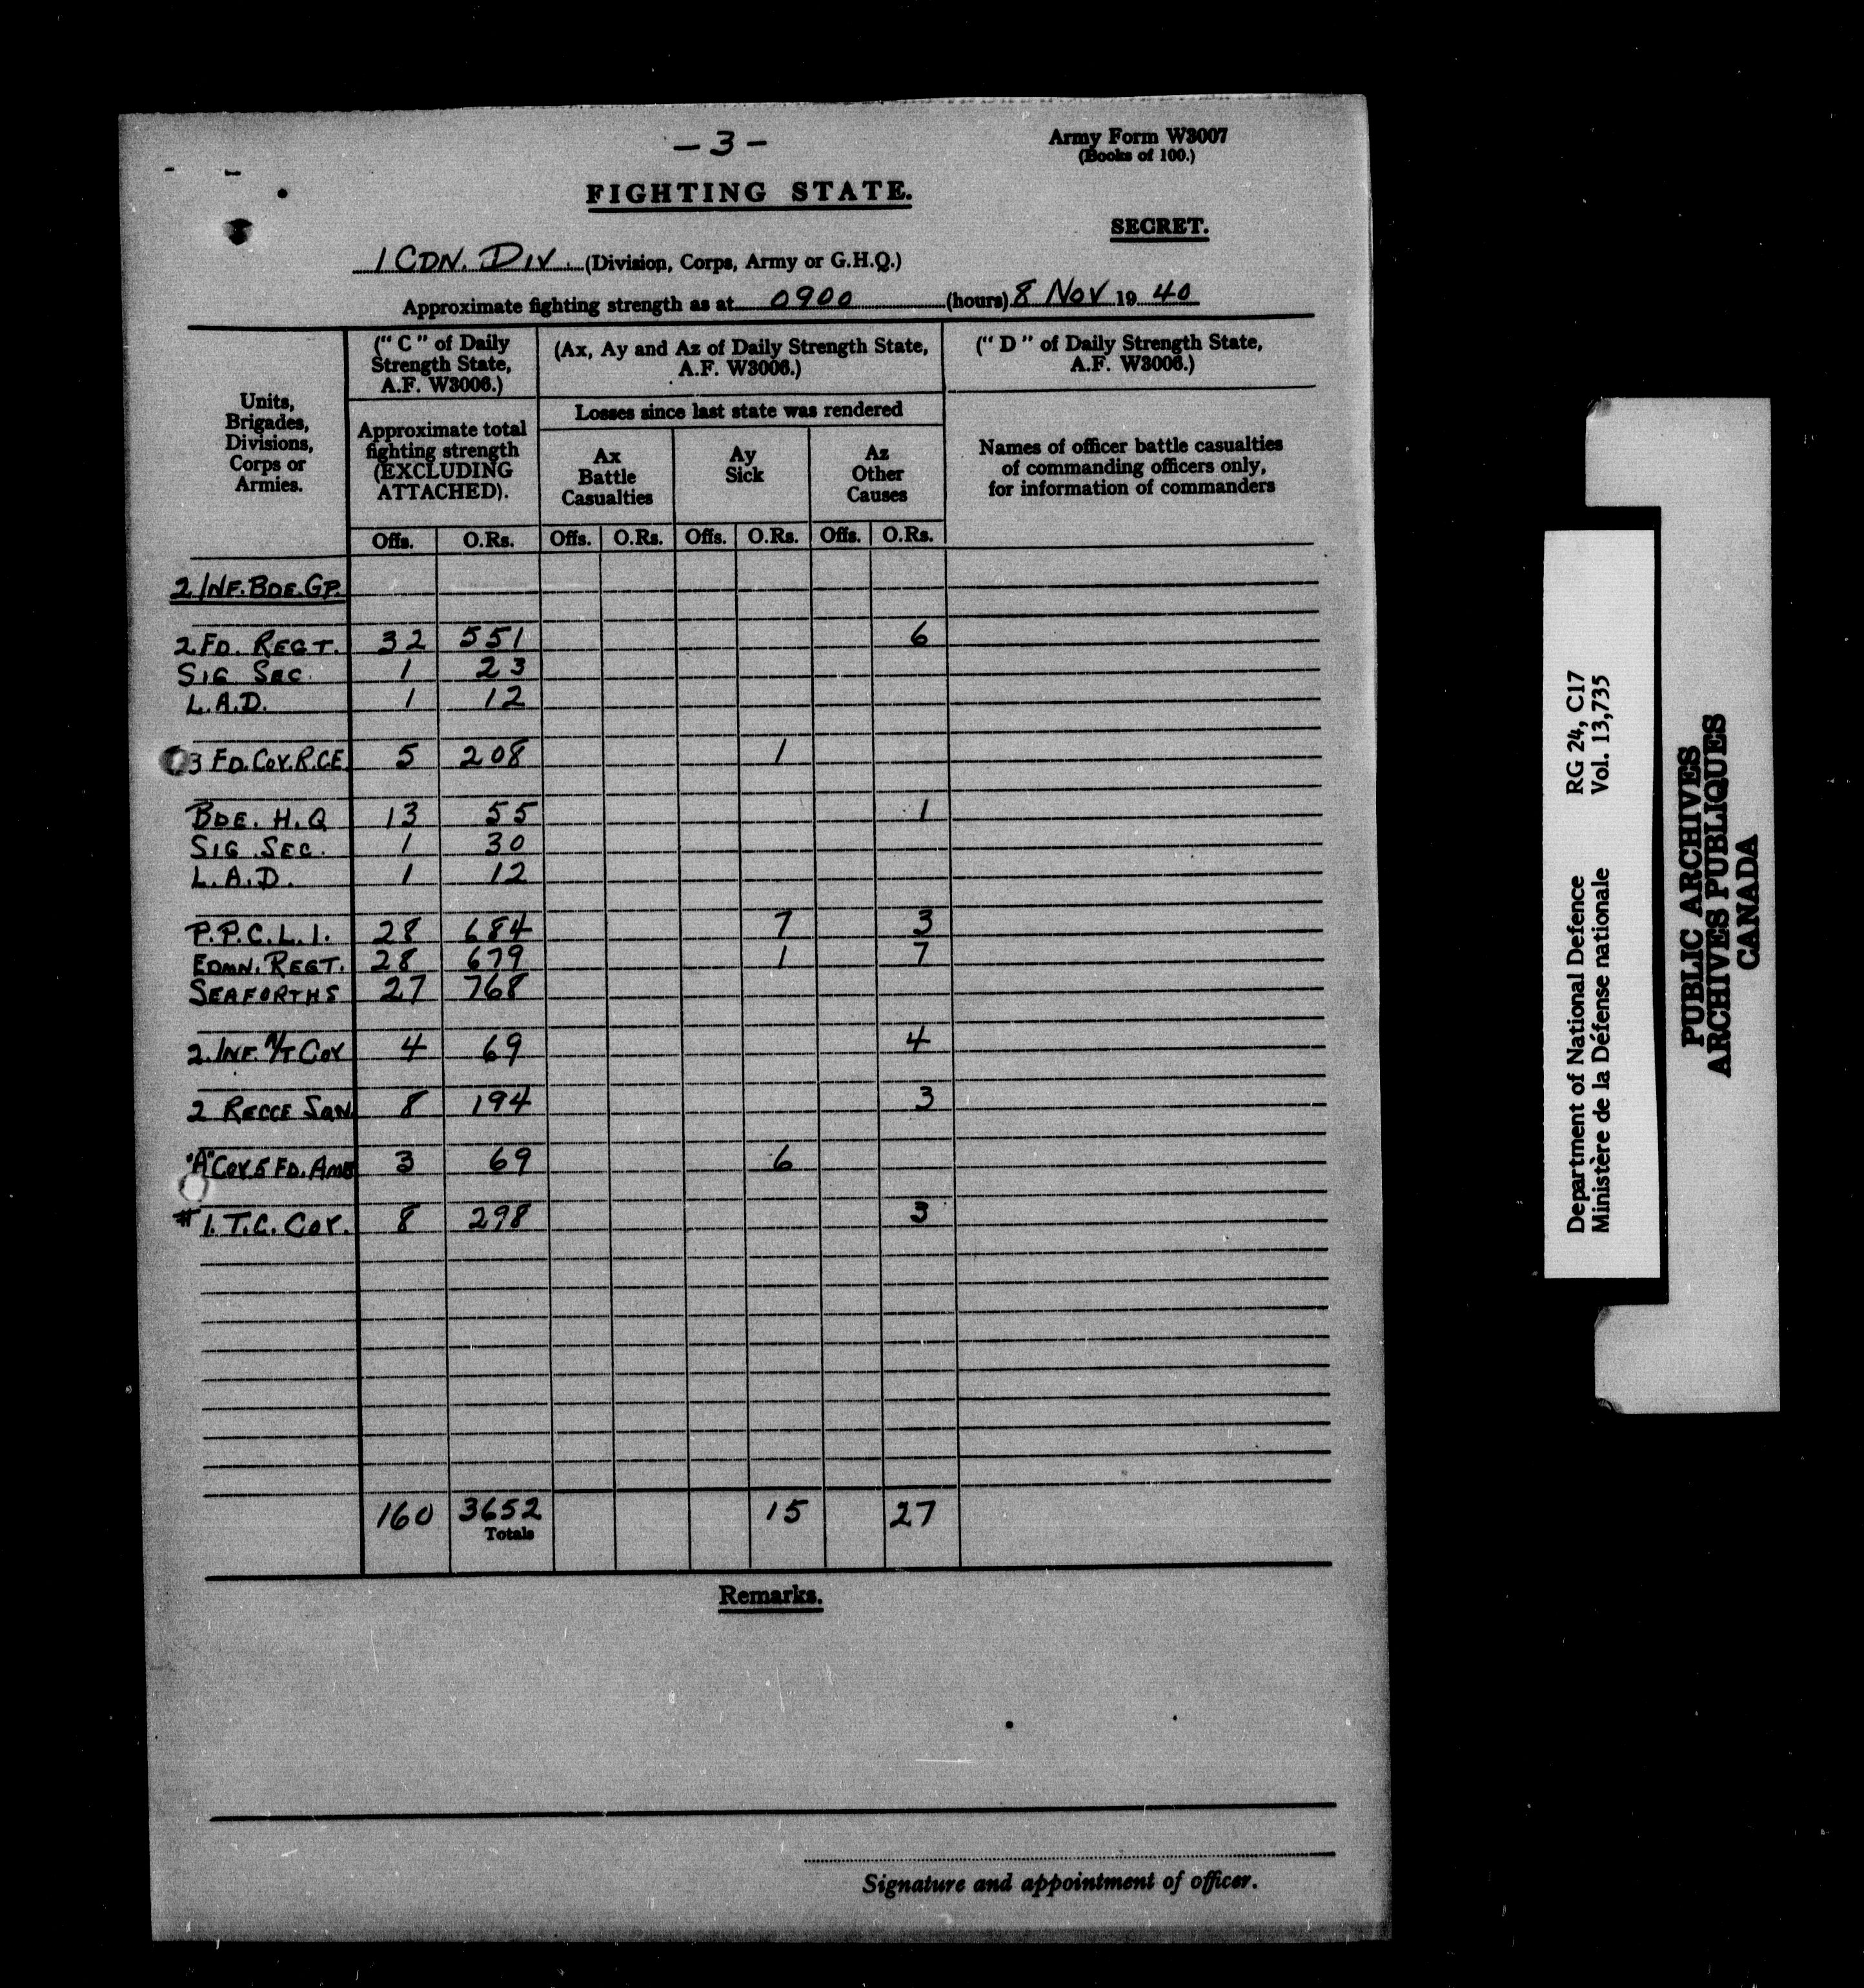 - 3 -
Army Form W3007
(Books of 100.)
FIGHTING STATE.
SECRET.
1 CDN. DIV. (Division, Corps, Army or G.H.Q.)
Approximate fighting strength as at 0900 (hours) 8 NOV 19 40
Units, Brigades, Divisions, Corps or Armies.
("C" of Daily Strength State, A.F. W3006.)
(Ax, Ay and Az of Daily Strength State, A.F. W3006.)
("D" of Daily Strength State, A.F. W3006.)
Approximate total fighting strength (EXCLUDING ATTACHED).
Losses since last state was rendered
Ax Battle Casualties
Ay Sick
Az Other Causes
Names of officer battle casualties of commanding officers only, for information of commanders
Offs. O.Rs. Offs. O.Rs. Offs. O.Rs. Offs. O.Rs.
2 INF. BDE. GP.
2 FD. REGT. 32 551 6
SIG SEC. 1 23
L.A.D. 1 12
3 FD. COY. R.C.E. 5 208 1
BDE. H.Q 13 55 1
SIG. SEC. 1 30
L.A.D. 1 12
P.P.C.L.I. 28 684 7 3
EDMN. REGT. 28 679 1 7
SEAFORTHS 27 768
2. INF. A/T COY 4 69 4
2 RECCE SQN. 8 194 3
"A" COY. 5 FD. AMB 3 69 6
# 1. T.C. COY. 8 298 3
160 3652 15 27
Totals
Remarks.
Signature and appointment of officer.
Department of National Defence RG 24, C17
Ministère de la Défense nationale Vol. 13,735
PUBLIC ARCHIVES
ARCHIVES PUBLIQUES
CANADA